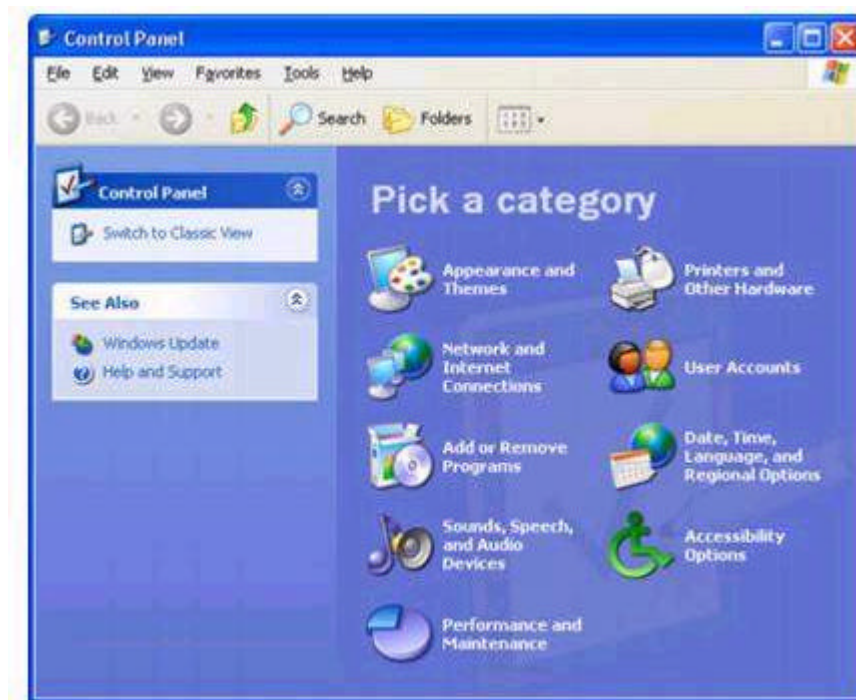 Control Panel
File Edit View Favorites Tools Help
Back Search Folders
Control Panel
Switch to Classic View
See Also
Windows Update
Help and Support
Pick a category
Appearance and
Themes
Printers and
Other Hardware
Network and
Internet
Connections
User Accounts
Add or Remove
Programs
Date, Time,
Language, and
Regional Options
Sounds, Speech,
and Audio
Devices
Accessibility
Options
Performance and
Maintenance